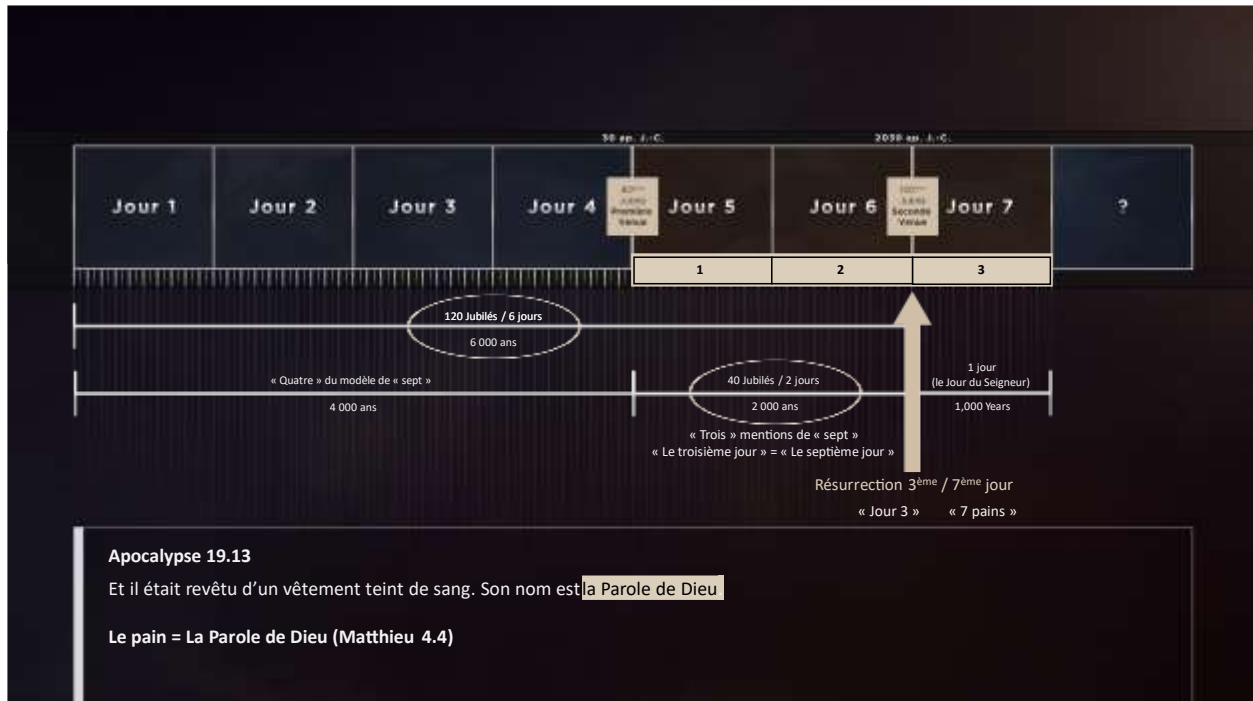 30 ap. J.-C.
2030 ap. J.-C.
Jour 1
Jour 2
Jour 3
Jour 4
Première
Venue
Jour 5
Jour 6
Seconde
Venue
Jour 7
?
1
2
3
120 Jubilés / 6 jours
6 000 ans
« Quatre » du modèle de « sept »
4 000 ans
40 Jubilés / 2 jours
2 000 ans
1 jour
(le Jour du Seigneur)
1,000 Years
« Trois » mentions de « sept »
« Le troisième jour » = « Le septième jour »
Résurrection 3ème / 7ème jour
« Jour 3 » « 7 pains »
Apocalypse 19.13
Et il était revêtu d’un vêtement teint de sang. Son nom est la Parole de Dieu
Le pain = La Parole de Dieu (Matthieu 4.4)